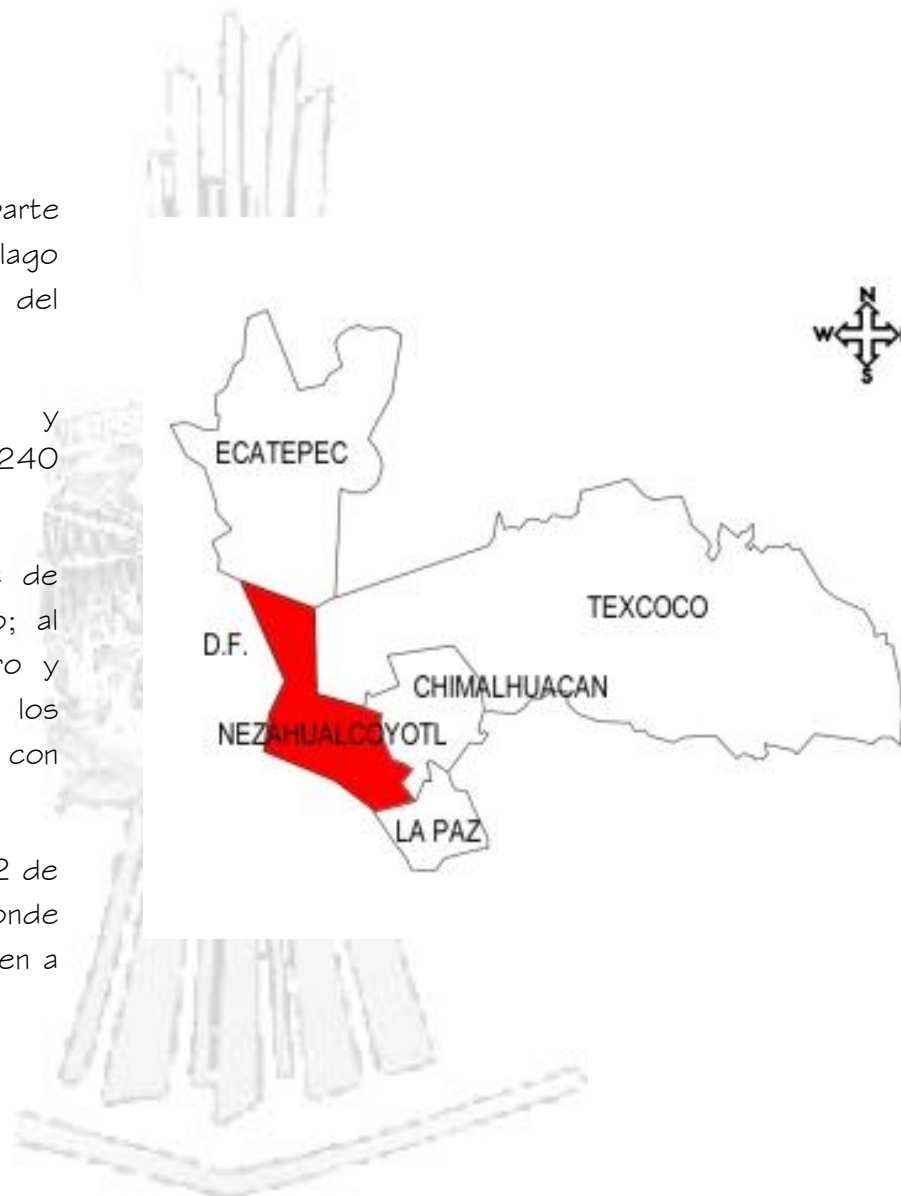 parte
lago
del
y
240
de
; al
ro y
los
con
2 de
onde
en a
N
W
S
ECATEPEC
TEXCOCO
D.F.
CHIMALHUACAN
NEZAHUALCOYOTL
LA PAZ